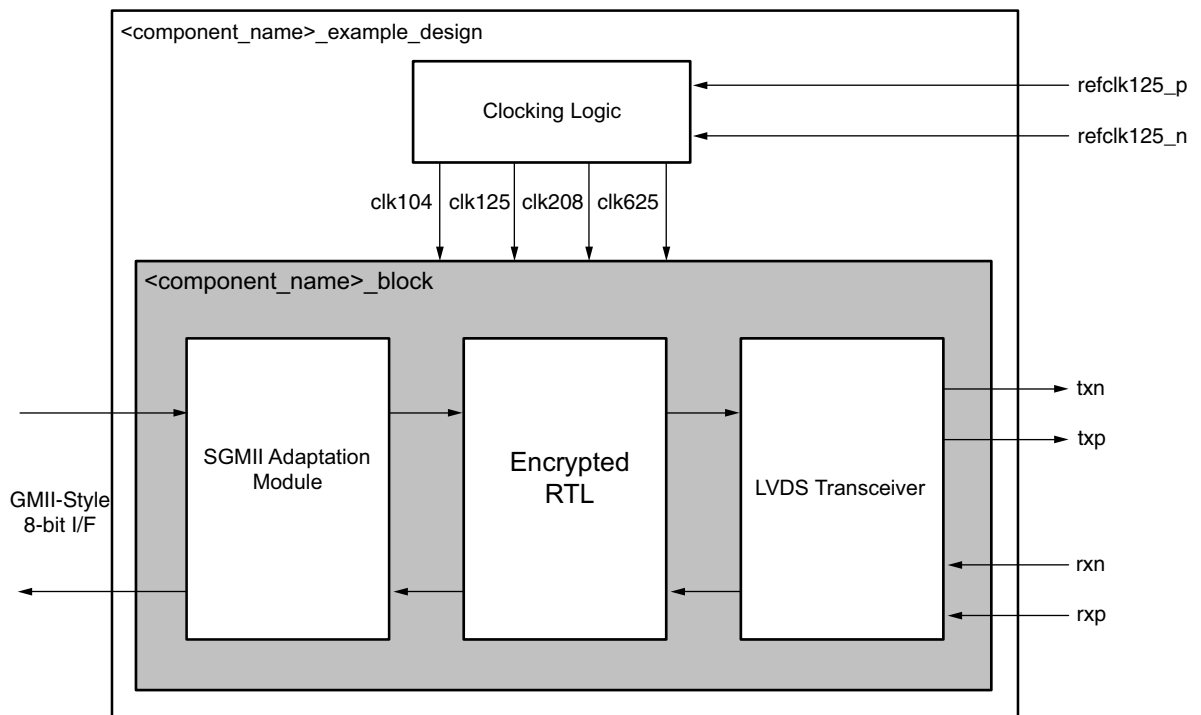 <component_name>_example_design
Clocking Logic
refclk125_p
refclk125_n
clk104
clk125
clk208
clk625
<component_name>_block
GMII-Style
8-bit I/F
SGMII Adaptation
Module
Encrypted
RTL
LVDS Transceiver
txn
txp
rxn
rxp